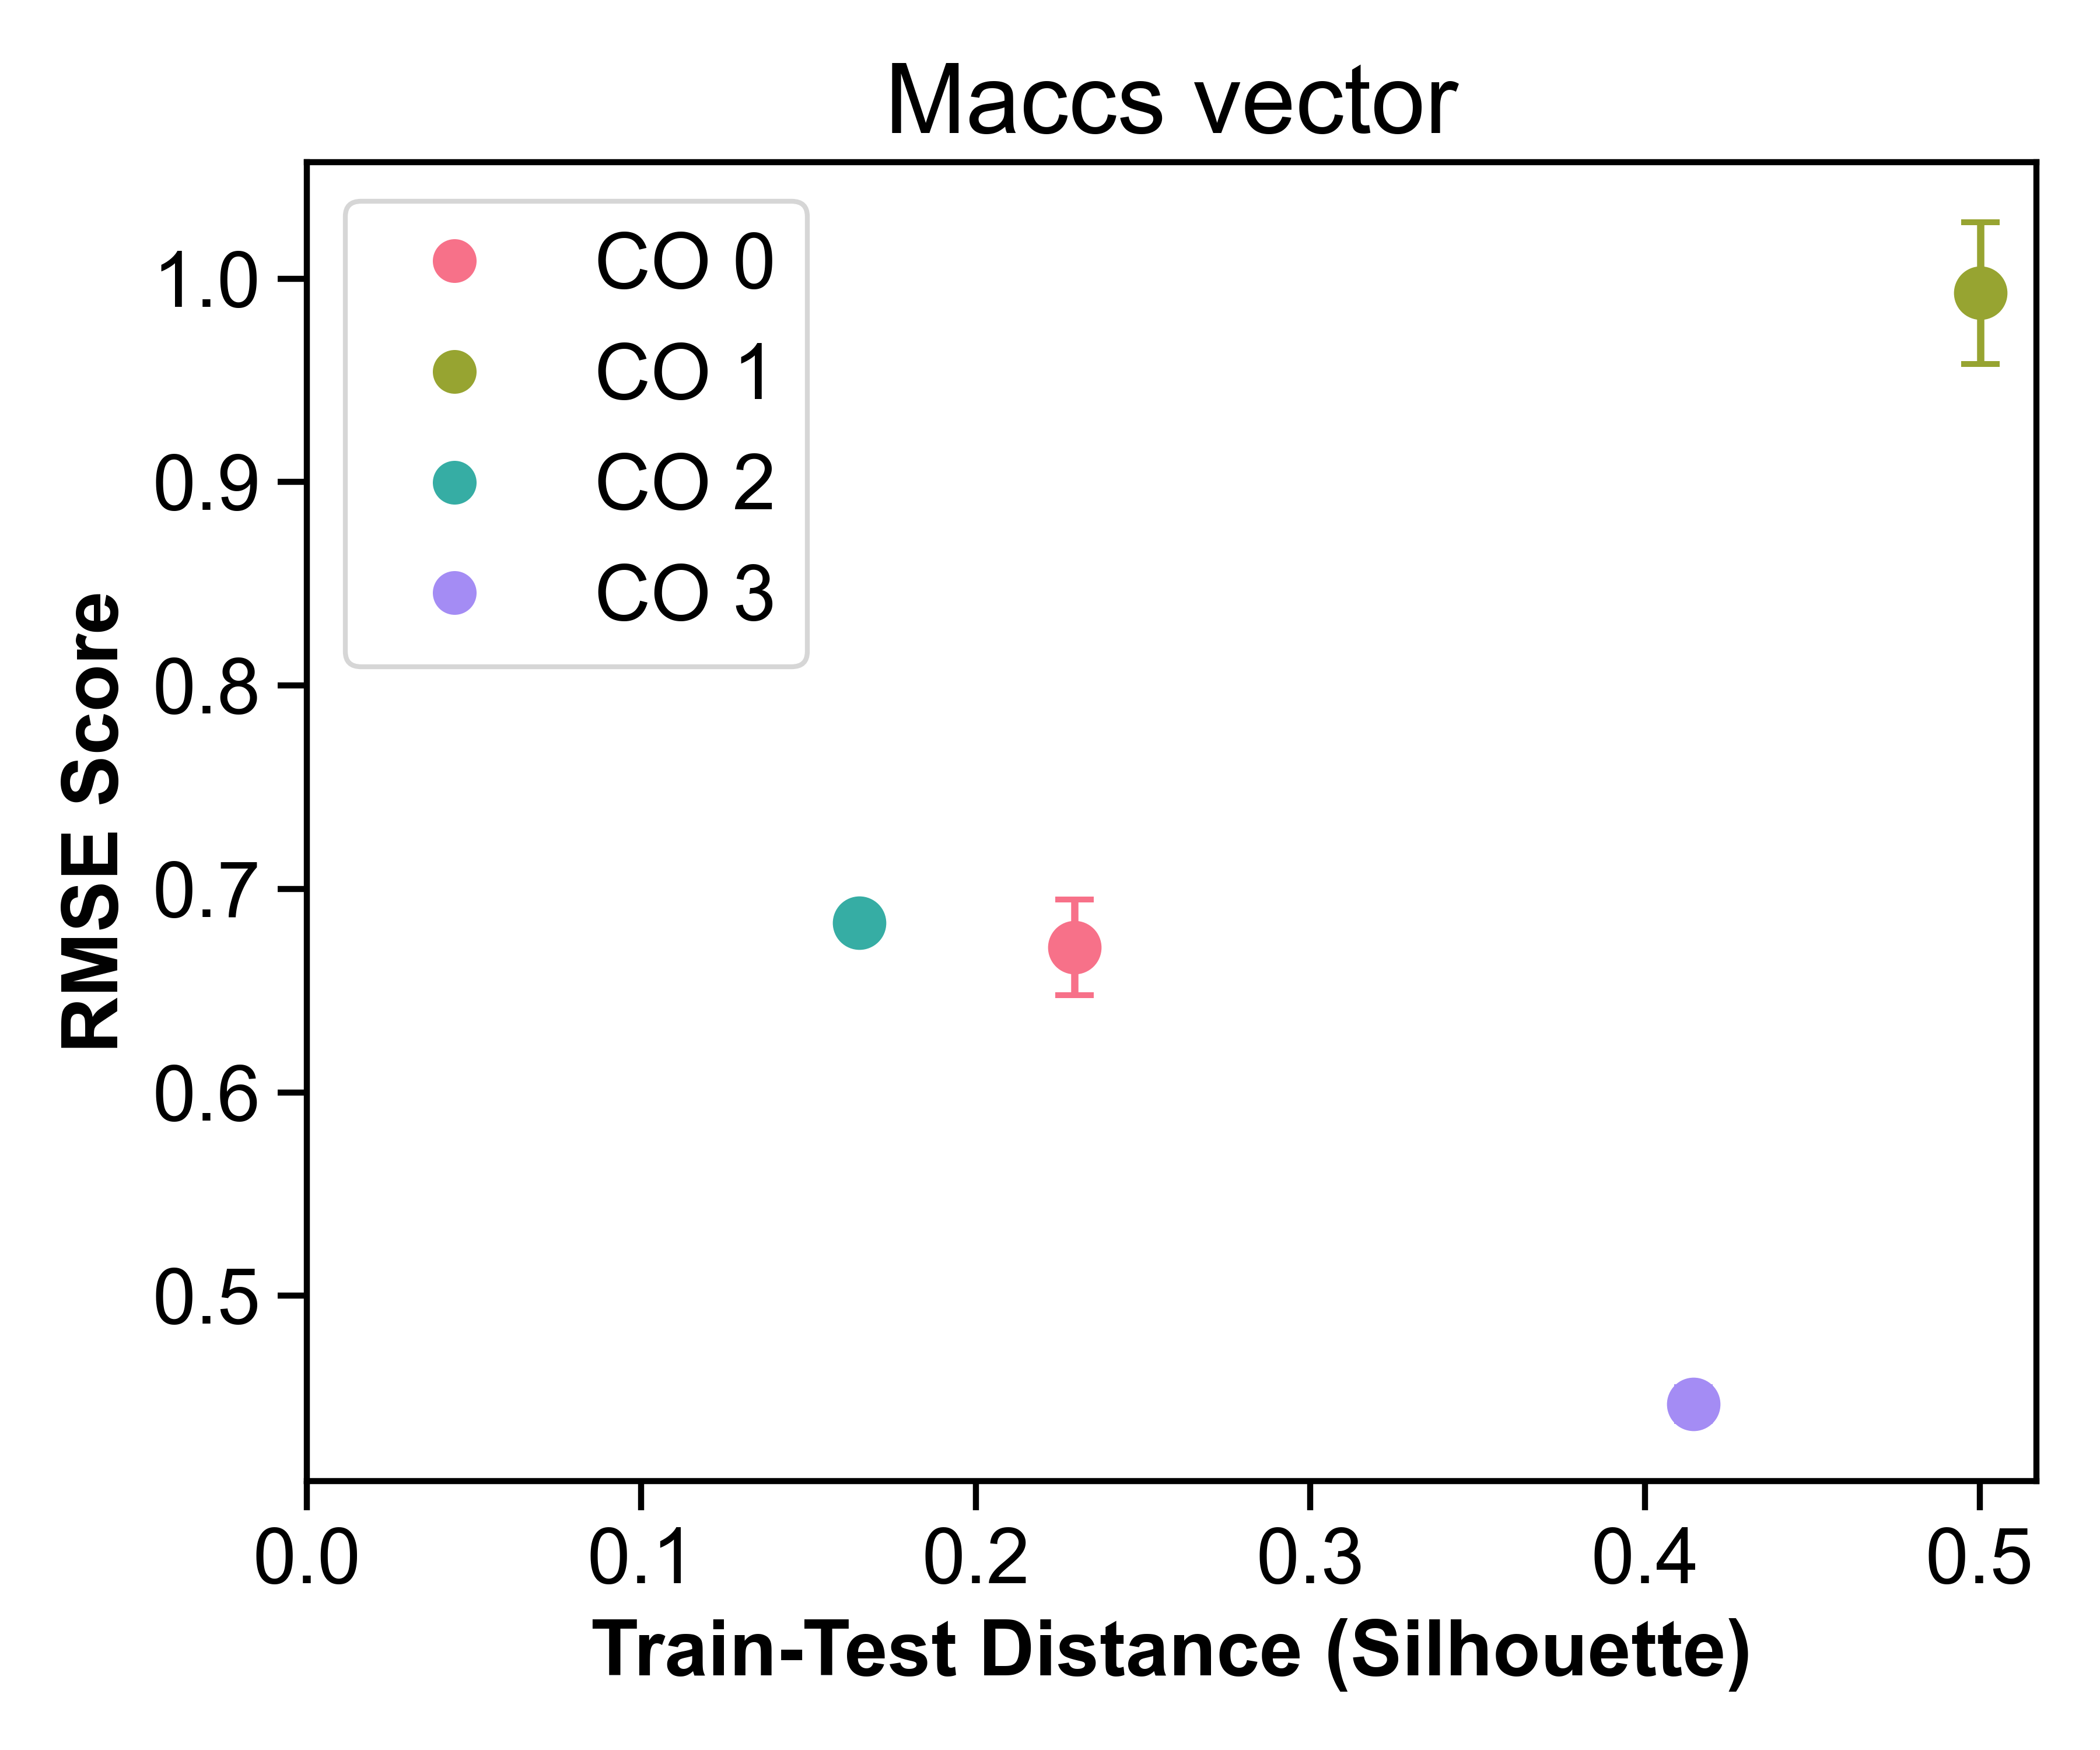 Maccs vector
CO 0
CO 1
CO 2
CO 3
RMSE Score
1.0
0.9
0.8
0.7
0.6
0.5
0.0 0.1 0.2 0.3 0.4 0.5
Train-Test Distance (Silhouette)